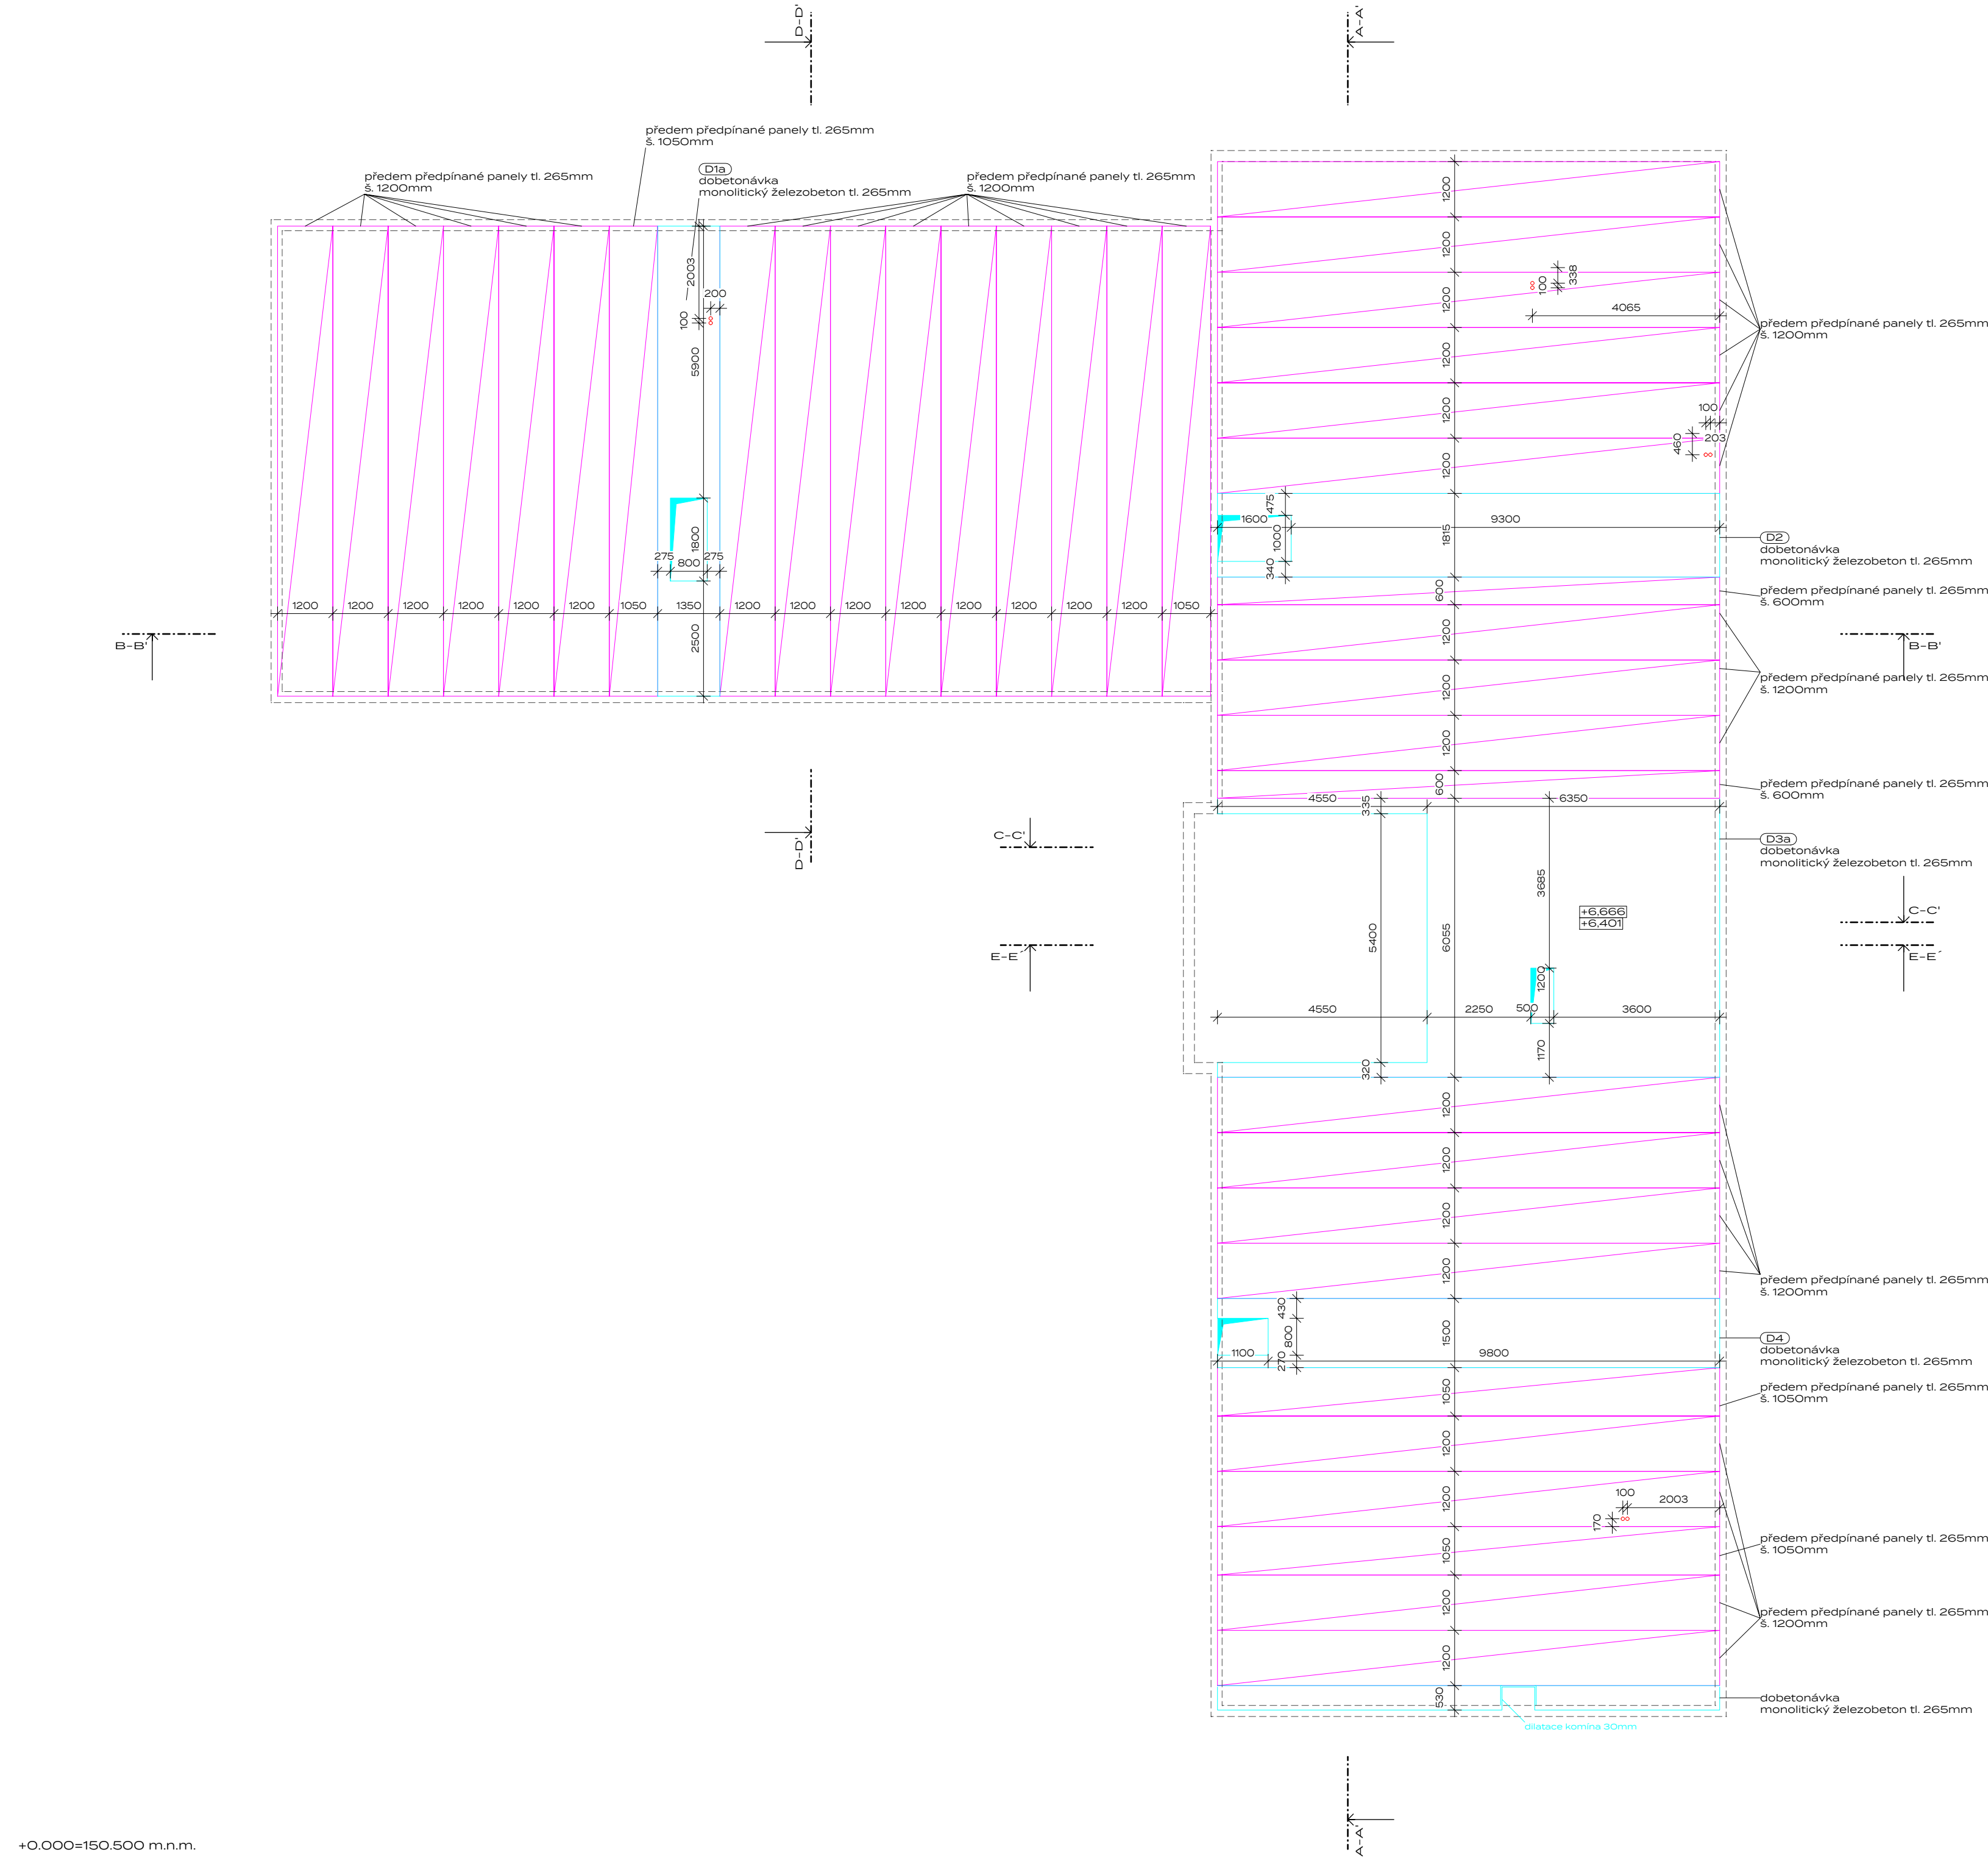 D-D'
A-A'
předem předpínané panely tl. 265mm
š. 1050mm
D1a
dobetonávka
monolitický železobeton tl. 265mm
předem předpínané panely tl. 265mm
š. 1200mm
předem předpínané panely tl. 265mm
š. 1200mm
2003
200
100
5900
1800
275
800
275
1200
1200
1200
1200
1200
1200
1050
1350
1200
1200
1200
1200
1200
1200
1200
1200
1050
2500
B-B'
B-B'
1200
1200
1200
1200
1200
1200
338
100
4065
předem předpínané panely tl. 265mm
š. 1200mm
100
203
460
475
1600
1000
9300
1815
340
D2
dobetonávka
monolitický železobeton tl. 265mm
600
předem předpínané panely tl. 265mm
š. 600mm
1200
1200
1200
předem předpínané panely tl. 265mm
š. 1200mm
600
předem předpínané panely tl. 265mm
š. 600mm
4550
335
6350
D3a
dobetonávka
monolitický železobeton tl. 265mm
D-D'
C-C'
C-C'
3685
+6,666
+6,401
5400
6055
E-E´
E-E´
1200
4550
2250
500
3600
1170
320
1200
1200
1200
1200
předem předpínané panely tl. 265mm
š. 1200mm
430
800
1500
1100
270
9800
D4
dobetonávka
monolitický železobeton tl. 265mm
1050
předem předpínané panely tl. 265mm
š. 1050mm
1200
1200
100
2003
170
1050
předem předpínané panely tl. 265mm
š. 1050mm
1200
předem předpínané panely tl. 265mm
š. 1200mm
1200
530
dobetonávka
monolitický železobeton tl. 265mm
dilatace komína 30mm
A-A'
+0.000=150.500 m.n.m.